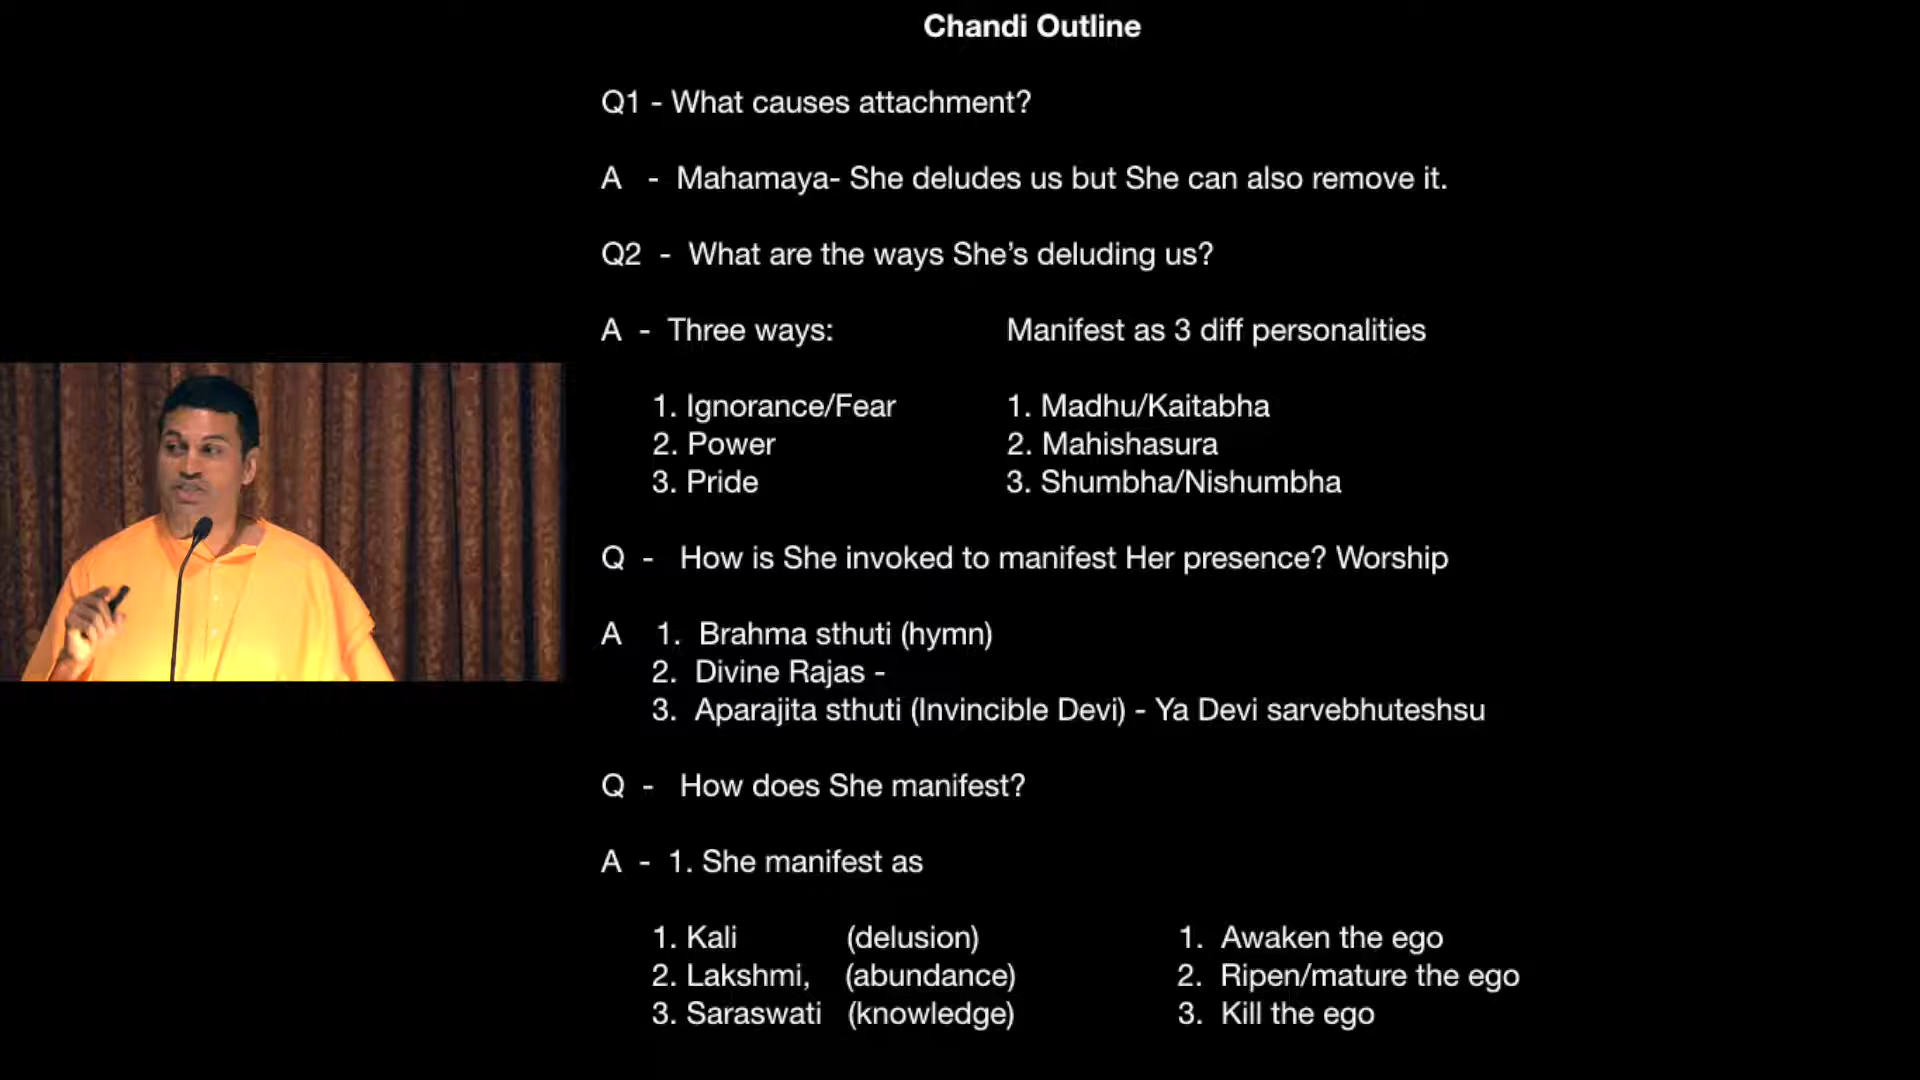 Chandi Outline
Q1 - What causes attachment?
A - Mahamaya- She deludes us but She can also remove it.
Q2 - What are the ways She's deluding us?
A - Three ways: Manifest as 3 diff personalities
1. Ignorance/Fear 1. Madhu/Kaitabha
2. Power 2. Mahishasura
3. Pride 3. Shumbha/Nishumbha
Q - How is She invoked to manifest Her presence? Worship
A 1. Brahma sthuti (hymn)
2. Divine Rajas -
3. Aparajita sthuti (Invincible Devi) - Ya Devi sarvebhuteshsu
Q - How does She manifest?
A - 1. She manifest as
1. Kali (delusion) 1. Awaken the ego
2. Lakshmi, (abundance) 2. Ripen/mature the ego
3. Saraswati (knowledge) 3. Kill the ego